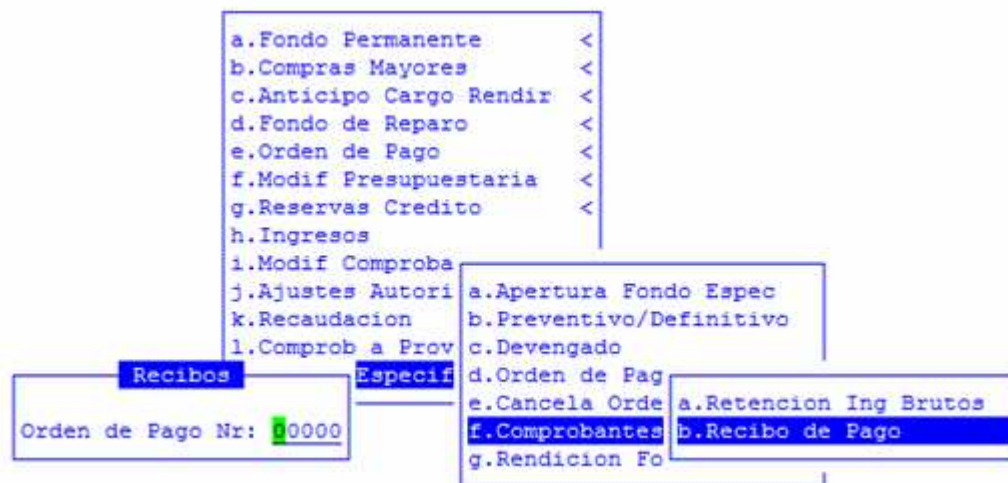 a.Fondo Permanente <
b.Compras Mayores <
c.Anticipo Cargo Rendir <
d.Fondo de Reparo <
e.Orden de Pago <
f.Modif Presupuestaria <
g.Reservas Credito <
h.Ingresos
i.Modif Comproba
j.Ajustes Autori
k.Recaudacion
l.Comprob a Prov
Especif
a.Apertura Fondo Espec
b.Preventivo/Definitivo
c.Devengado
d.Orden de Pag
e.Cancela Orde
f.Comprobantes
g.Rendicion Fo
a.Retencion Ing Brutos
b.Recibo de Pago
Recibos
Orden de Pago Nr: 00000